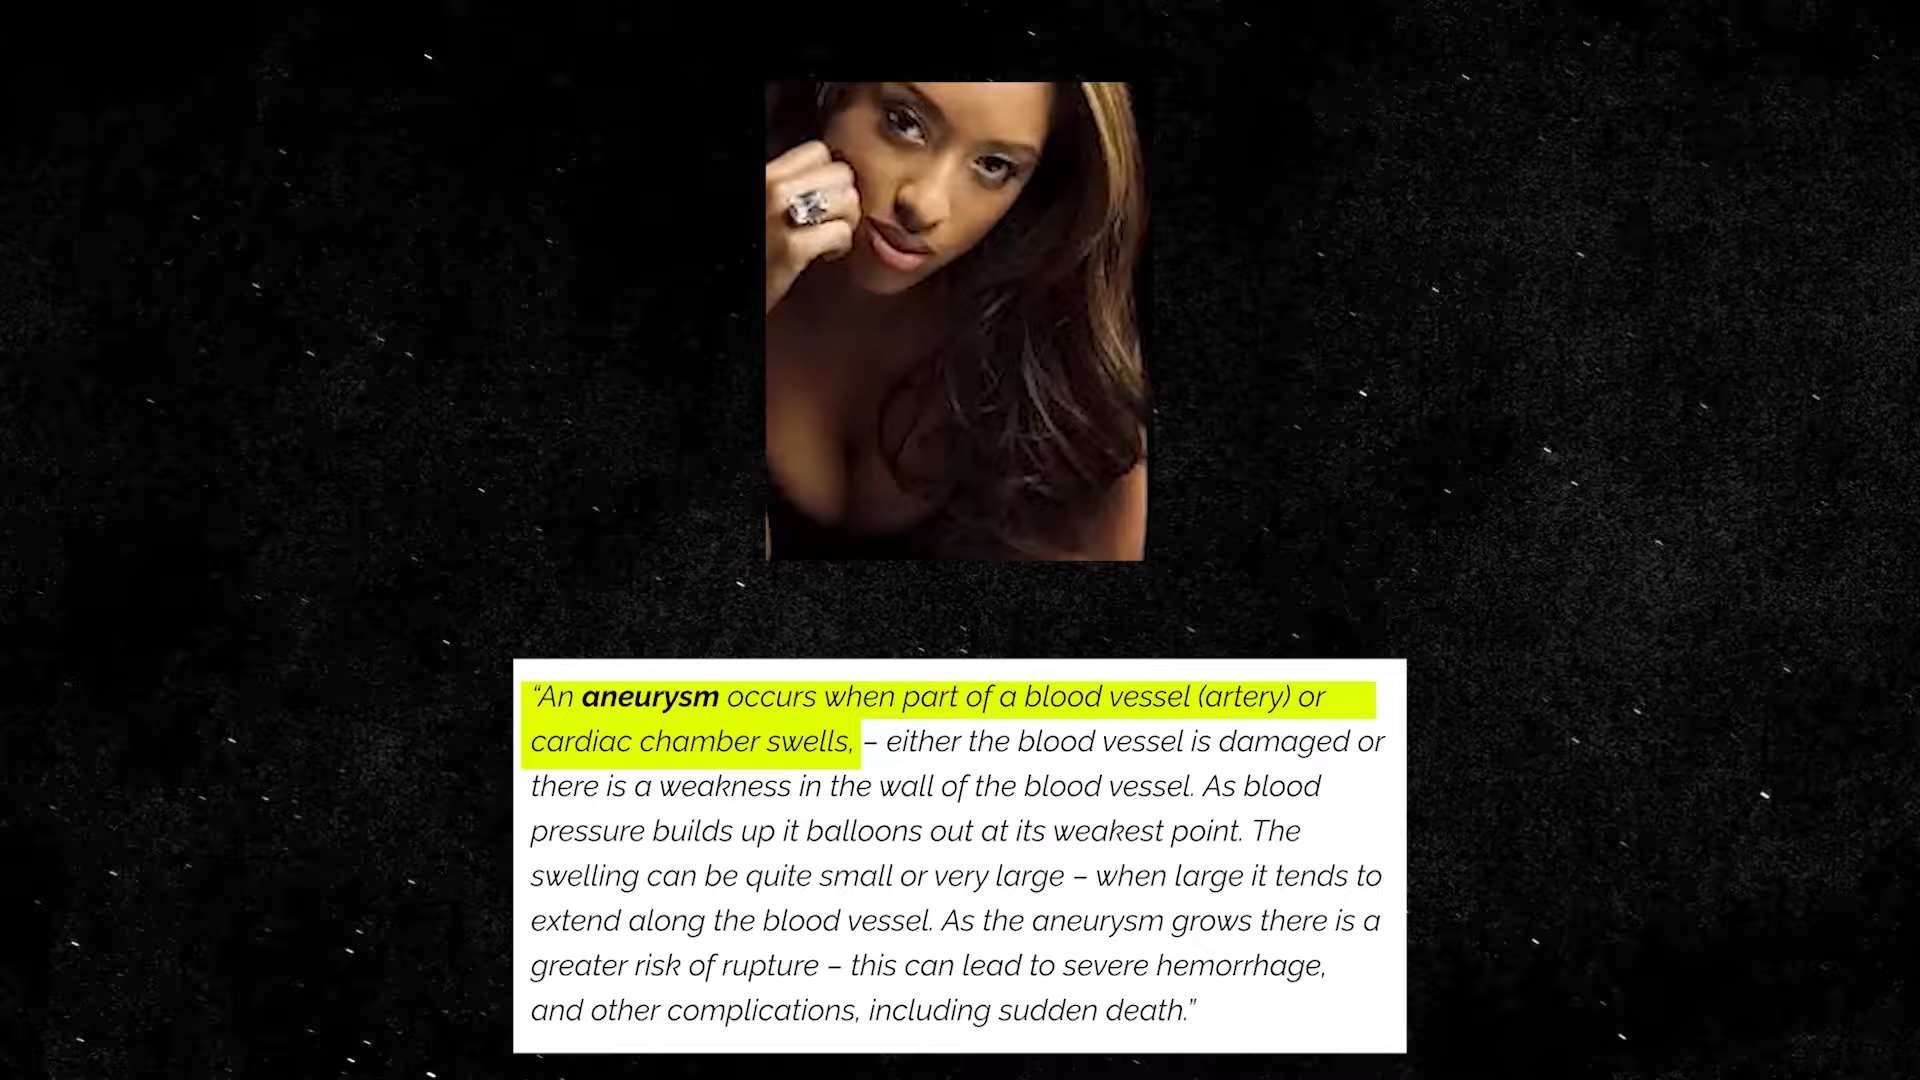 “An aneurysm occurs when part of a blood vessel (artery) or
cardiac chamber swells, – either the blood vessel is damaged or
there is a weakness in the wall of the blood vessel. As blood
pressure builds up it balloons out at its weakest point. The
swelling can be quite small or very large – when large it tends to
extend along the blood vessel. As the aneurysm grows there is a
greater risk of rupture – this can lead to severe hemorrhage,
and other complications, including sudden death.”